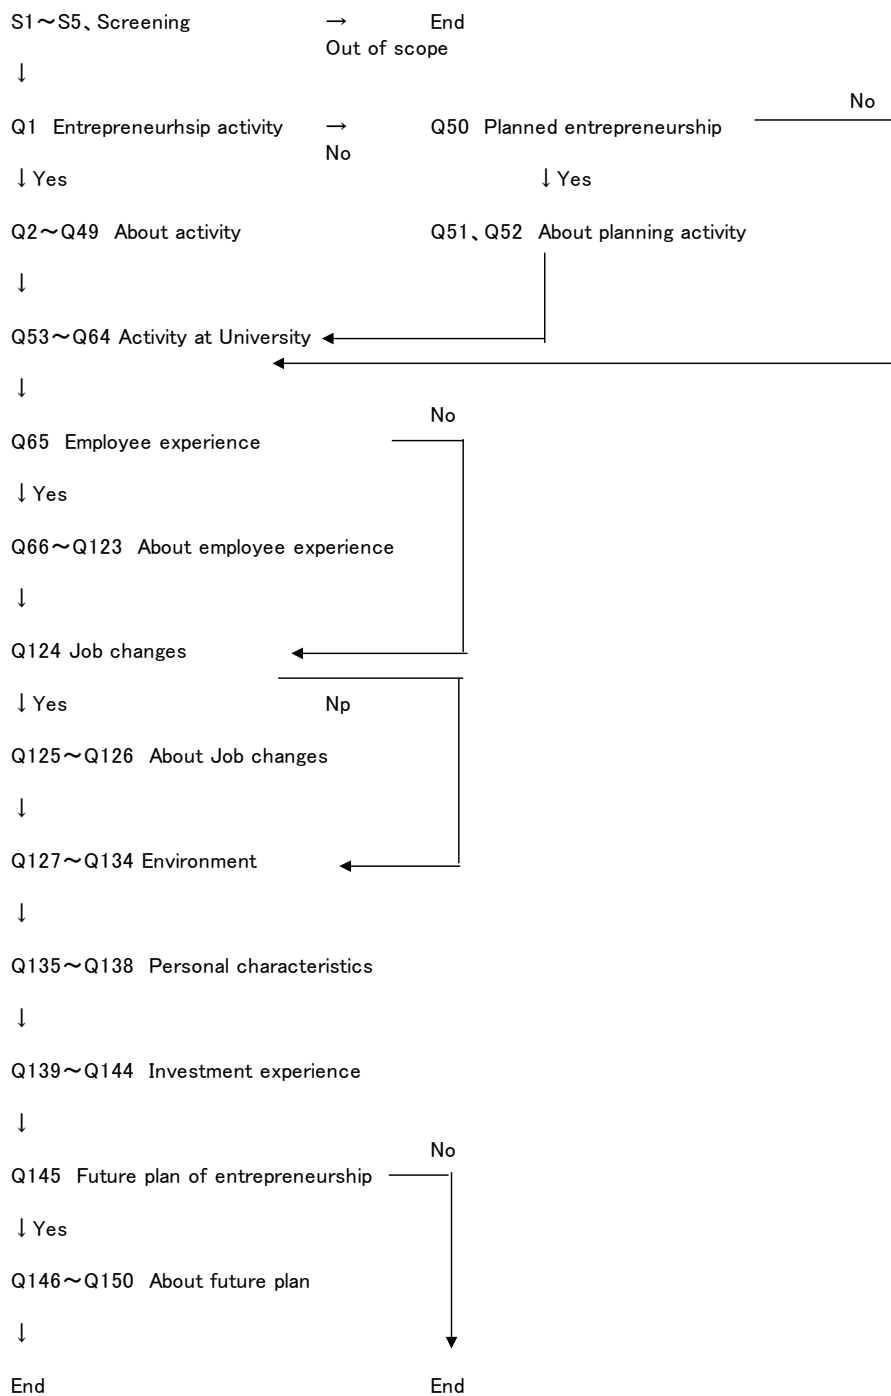 S1～S5、Screening → End
Out of scope
↓
No
Q1 Entrepreneurhsip activity → Q50 Planned entrepreneurship
No
↓Yes ↓Yes
Q2～Q49 About activity Q51、Q52 About planning activity
↓
Q53～Q64 Activity at University
↓
No
Q65 Employee experience
↓Yes
Q66～Q123 About employee experience
↓
Q124 Job changes
↓Yes Np
Q125～Q126 About Job changes
↓
Q127～Q134 Environment
↓
Q135～Q138 Personal characteristics
↓
Q139～Q144 Investment experience
↓
No
Q145 Future plan of entrepreneurship
↓Yes
Q146～Q150 About future plan
↓
End End